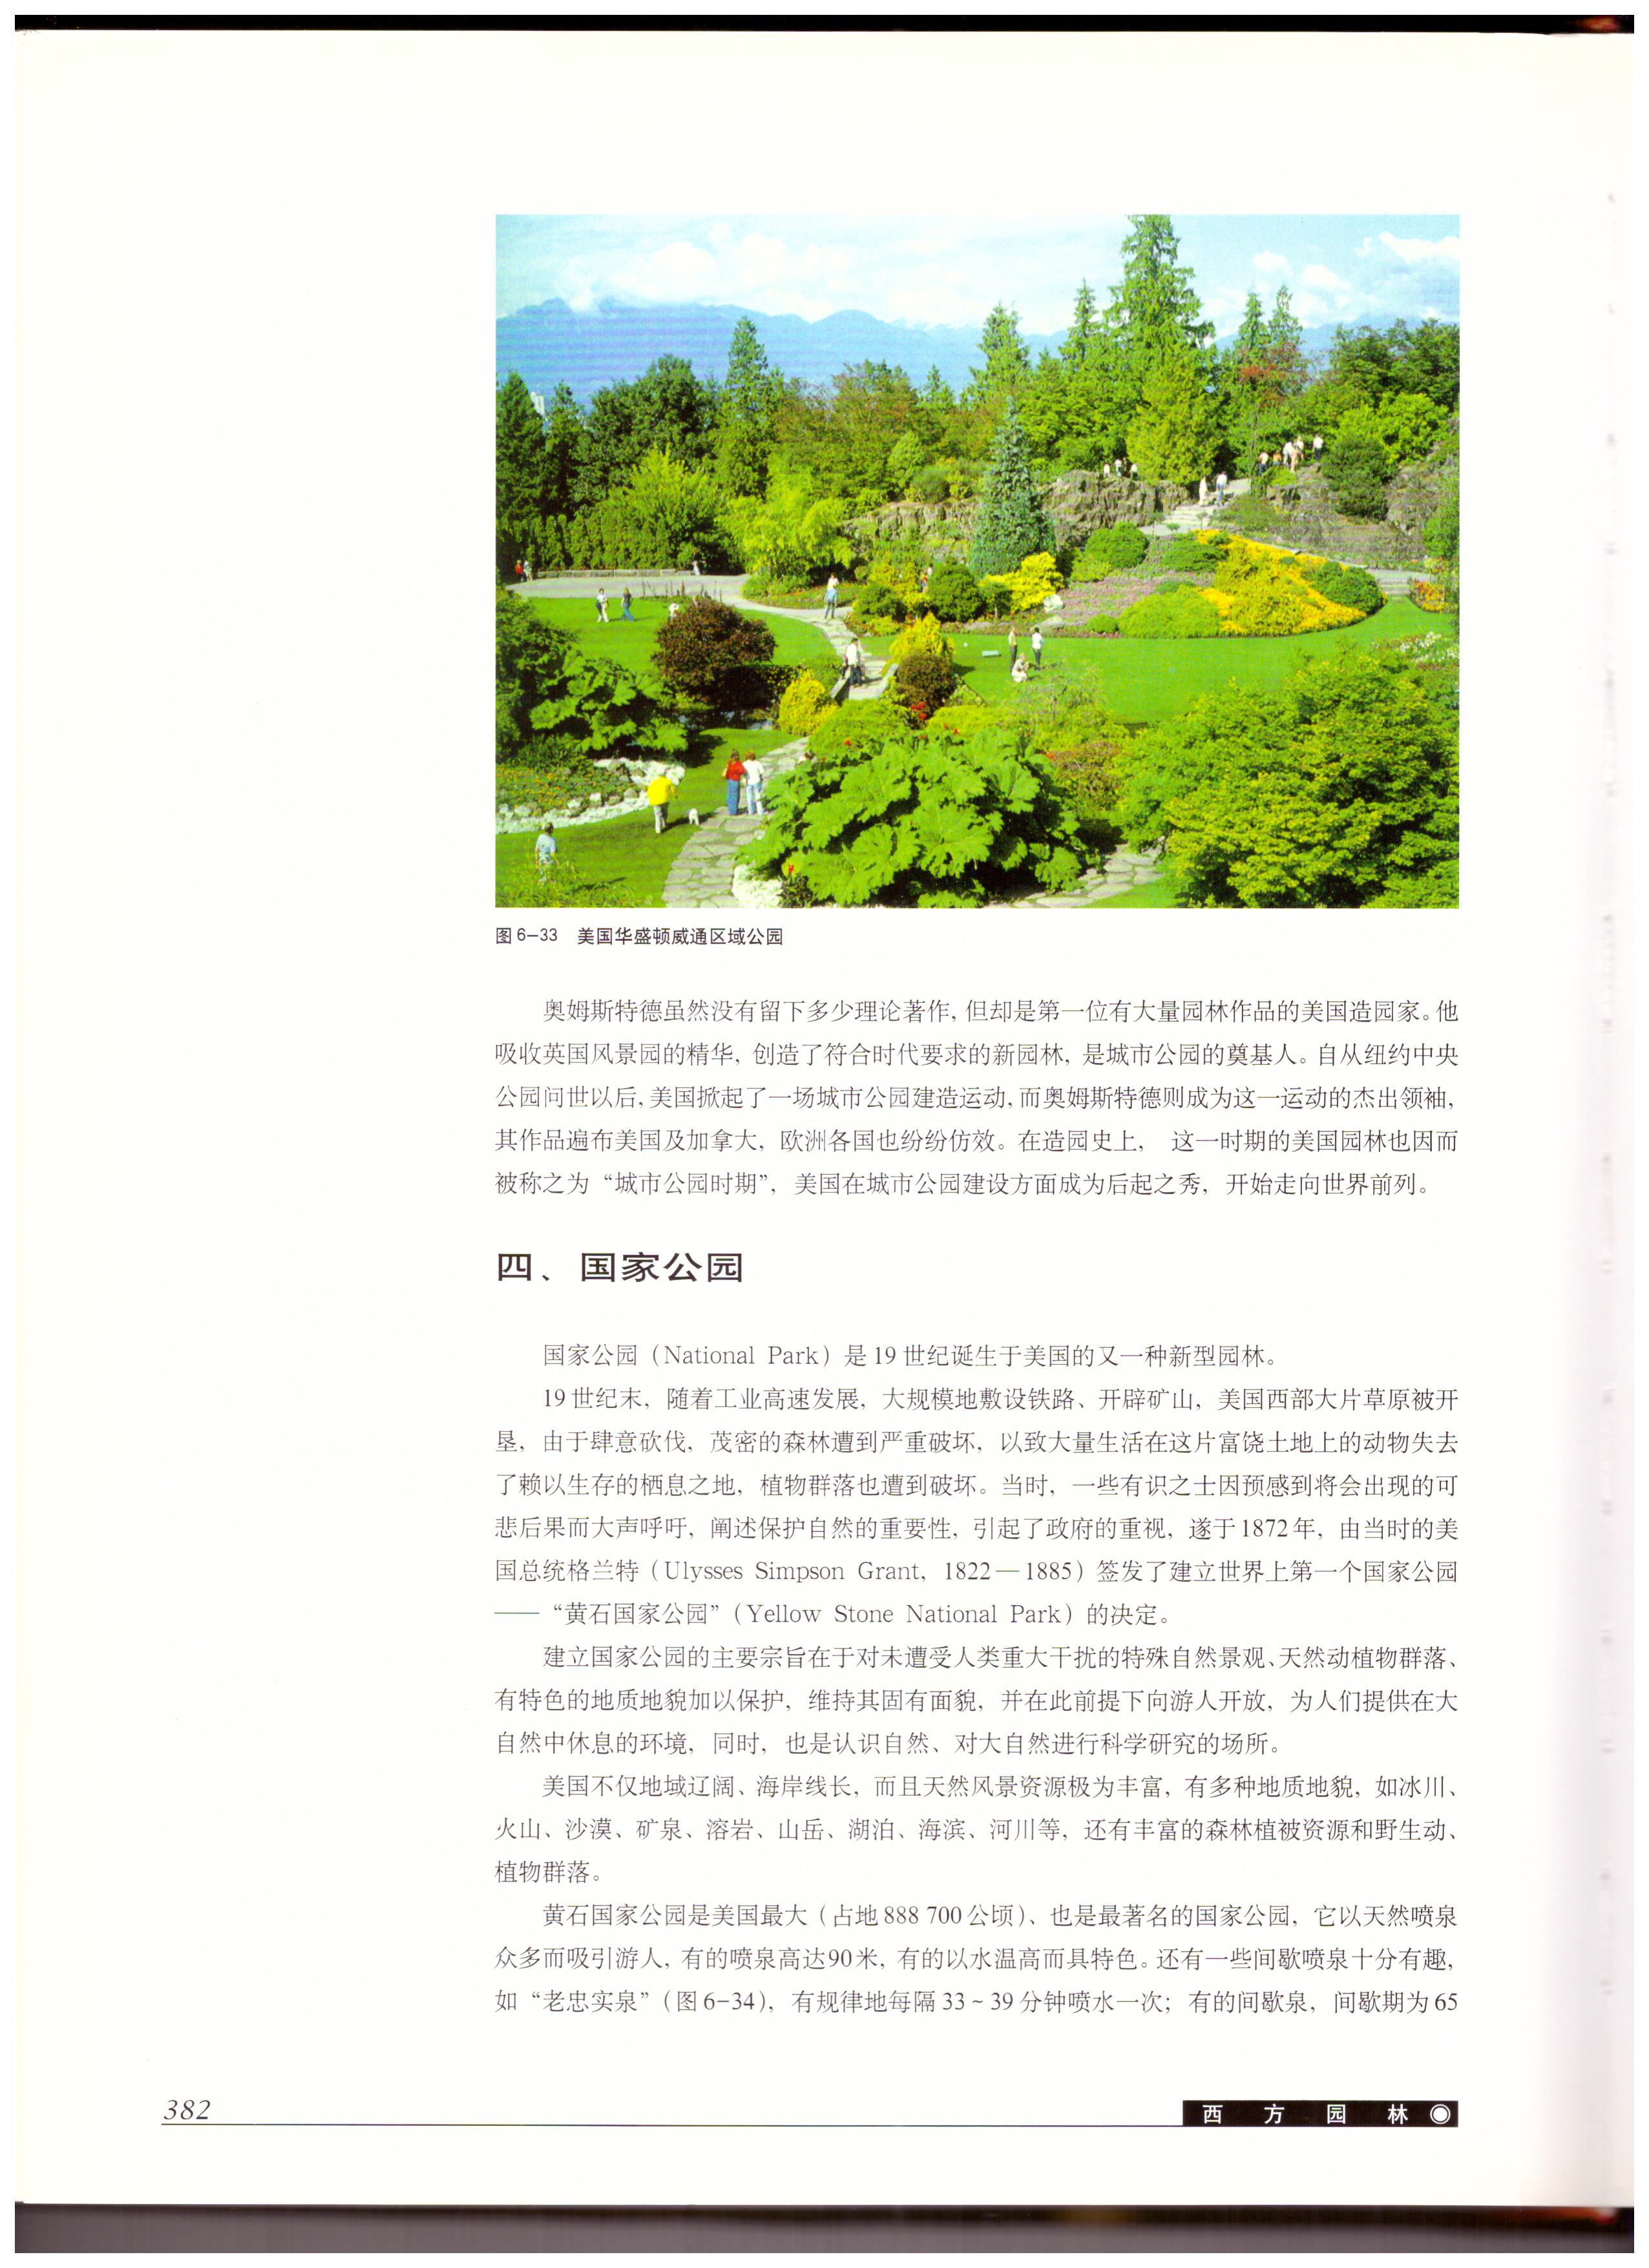 图6-33 美国华盛顿威通区域公园
奥姆斯特德虽然没有留下多少理论著作，但却是第一位有大量园林作品的美国造园家。他
吸收英国风景园的精华，创造了符合时代要求的新园林，是城市公园的奠基人。自从纽约中央
公园问世以后，美国掀起了一场城市公园建造运动，而奥姆斯特德则成为这一运动的杰出领袖，
其作品遍布美国及加拿大，欧洲各国也纷纷仿效。在造园史上， 这一时期的美国园林也因而
被称之为“城市公园时期”，美国在城市公园建设方面成为后起之秀，开始走向世界前列。
四、国家公园
国家公园（National Park）是19世纪诞生于美国的又一种新型园林。
19世纪末，随着工业高速发展，大规模地敷设铁路、开辟矿山，美国西部大片草原被开
垦，由于肆意砍伐，茂密的森林遭到严重破坏，以致大量生活在这片富饶土地上的动物失去
了赖以生存的栖息之地，植物群落也遭到破坏。当时，一些有识之士因预感到将会出现的可
悲后果而大声呼吁，阐述保护自然的重要性，引起了政府的重视，遂于1872年，由当时的美
国总统格兰特（Ulysses Simpson Grant，1822—1885）签发了建立世界上第一个国家公园
——“黄石国家公园”（Yellow Stone National Park）的决定。
建立国家公园的主要宗旨在于对未遭受人类重大干扰的特殊自然景观、天然动植物群落、
有特色的地质地貌加以保护，维持其固有面貌，并在此前提下向游人开放，为人们提供在大
自然中休息的环境，同时，也是认识自然、对大自然进行科学研究的场所。
美国不仅地域辽阔、海岸线长，而且天然风景资源极为丰富，有多种地质地貌，如冰川、
火山、沙漠、矿泉、溶岩、山岳、湖泊、海滨、河川等，还有丰富的森林植被资源和野生动、
植物群落。
黄石国家公园是美国最大（占地888 700公顷）、也是最著名的国家公园，它以天然喷泉
众多而吸引游人，有的喷泉高达90米，有的以水温高而具特色。还有一些间歇喷泉十分有趣，
如“老忠实泉”（图6-34），有规律地每隔33~39分钟喷水一次；有的间歇泉，间歇期为65
382
西方园林